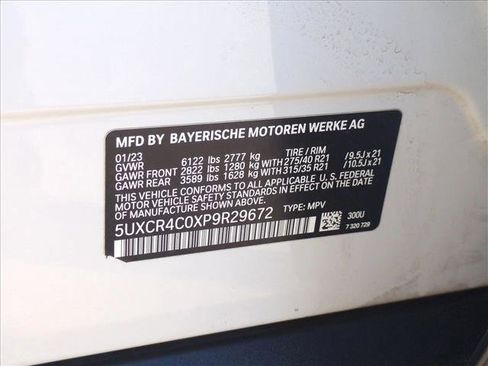 MFD BY BAYERISCHE MOTOREN WERKE AG
01/23 TIRE / RIM
GVWR 6122 lbs 2777 kg
GAWR FRONT 2822 lbs 1280 kg WITH 275/40 R21 /9.5J x 21
GAWR REAR 3589 lbs 1628 kg WITH 315/35 R21 /10.5J x 21
THIS VEHICLE CONFORMS TO ALL APPLICABLE U.S. FEDERAL
MOTOR VEHICLE SAFETY STANDARDS IN EFFECT ON THE
DATE OF MANUFACTURE SHOWN ABOVE.
5UXCR4C0XP9R29672 TYPE: MPV
300U
7 320 729